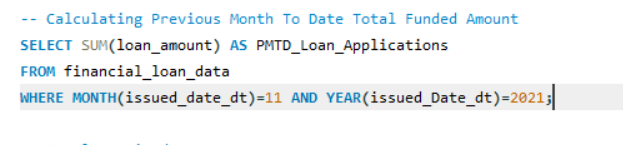 -- Calculating Previous Month To Date Total Funded Amount
SELECT SUM(loan_amount) AS PMTD_Loan_Applications
FROM financial_loan_data
WHERE MONTH(issued_date_dt)=11 AND YEAR(issued_Date_dt)=2021;